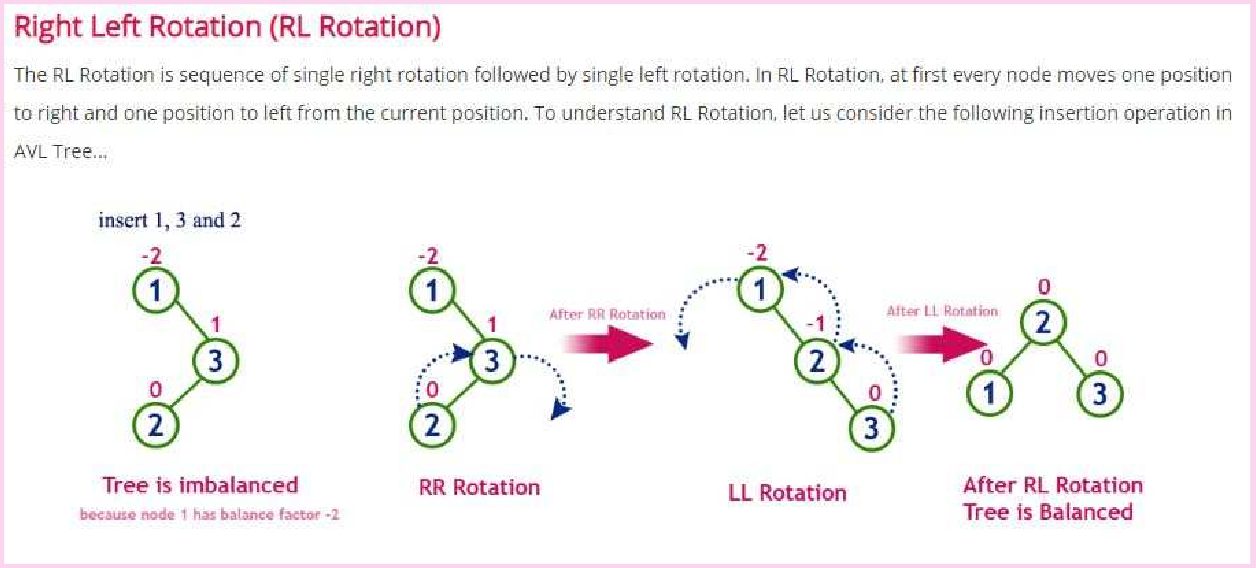 Right Left Rotation (RL Rotation)
The RL Rotation is sequence of single right rotation followed by single left rotation. In RL Rotation, at first every node moves one position
to right and one position to left from the current position. To understand RL Rotation, let us consider the following insertion operation in
AVL Tree...
insert 1, 3 and 2
-2
1
1
3
0
2
Tree is imbalanced
because node 1 has balance factor -2
-2
1
1
3
0
2
RR Rotation
After RR Rotation
-2
1
-1
2
0
3
LL Rotation
After LL Rotation
0
2
0
1
0
3
After RL Rotation
Tree is Balanced